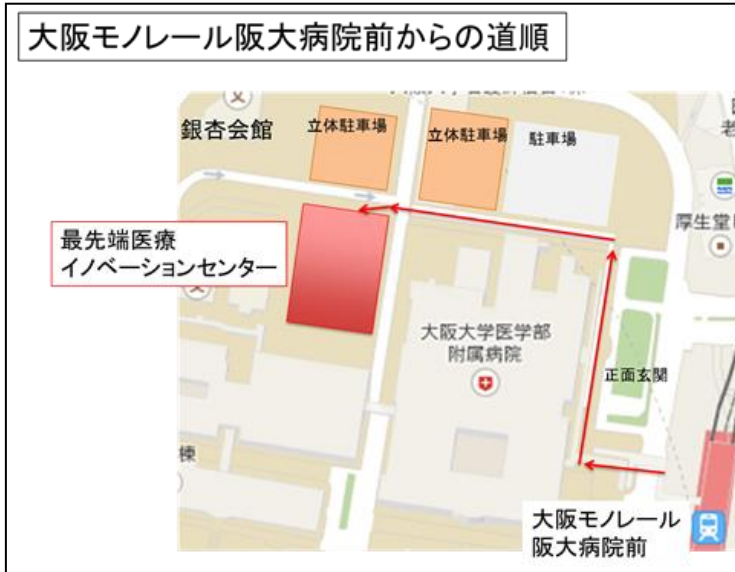 大阪モノレール阪大病院前からの道順
銀杏会館
立体駐車場
立体駐車場
駐車場
厚生堂
最先端医療
イノベーションセンター
大阪大学医学部
附属病院
正面玄関
棟
大阪モノレール
阪大病院前